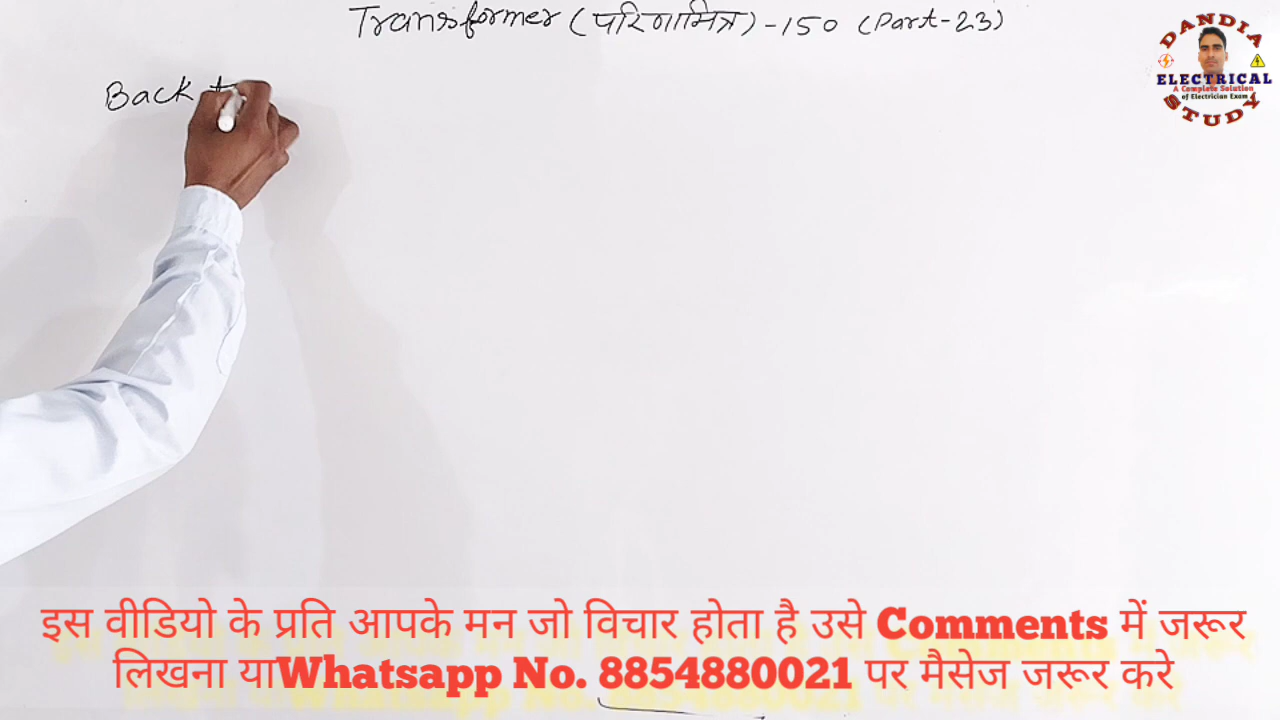 Transformer (परिणामित्र) - 150 (Part-23)
Back
DANDIA
ELECTRICAL
A Complete Solution
of Electrician Exam
STUDY
इस वीडियो के प्रति आपके मन जो विचार होता है उसे Comments में जरूर
लिखना याWhatsapp No. 8854880021 पर मैसेज जरूर करे